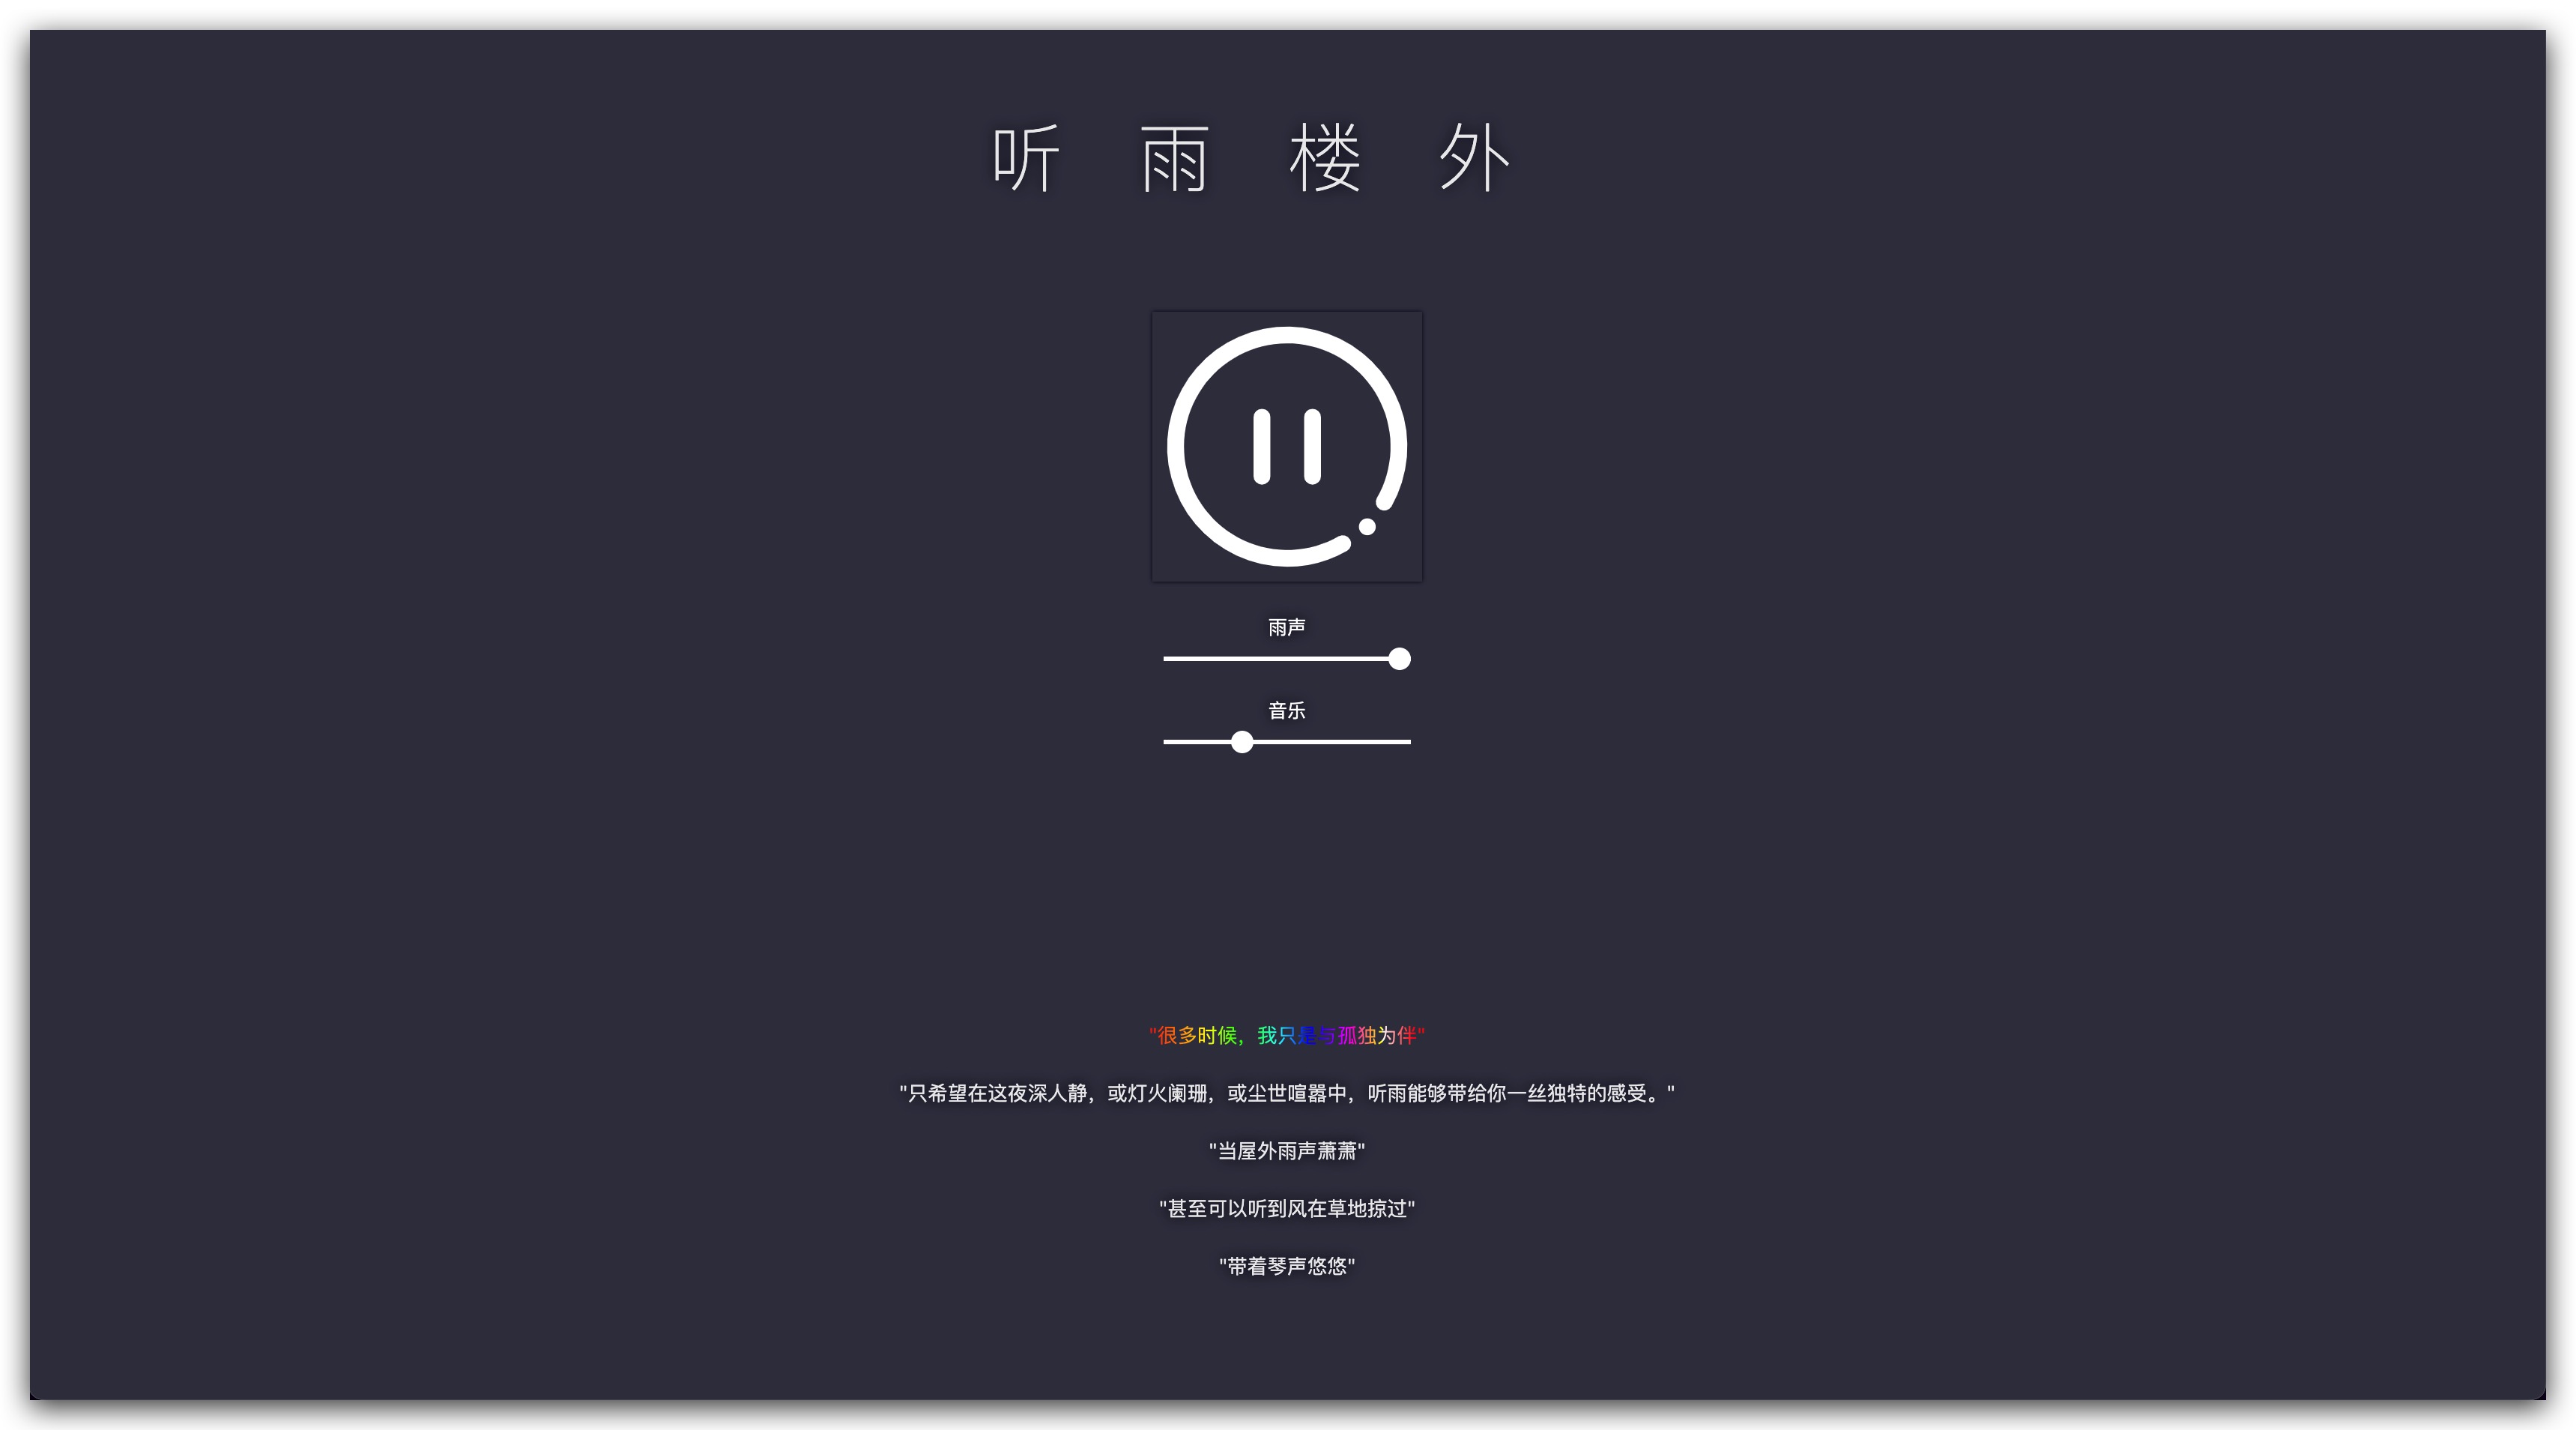 听雨楼外
雨声
音乐
"很多时候，我只是与孤独为伴"
"只希望在这夜深人静，或灯火阑珊，或尘世喧嚣中，听雨能够带给你一丝独特的感受。"
"当屋外雨声萧萧"
"甚至可以听到风在草地掠过"
"带着琴声悠悠"